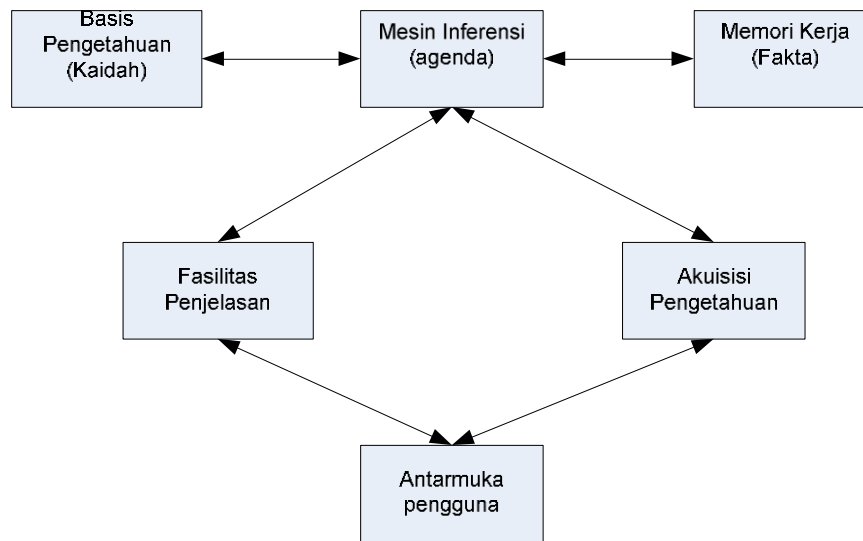 Basis
Pengetahuan
(Kaidah)
Mesin Inferensi
(agenda)
Memori Kerja
(Fakta)
Fasilitas
Penjelasan
Akuisisi
Pengetahuan
Antarmuka
pengguna